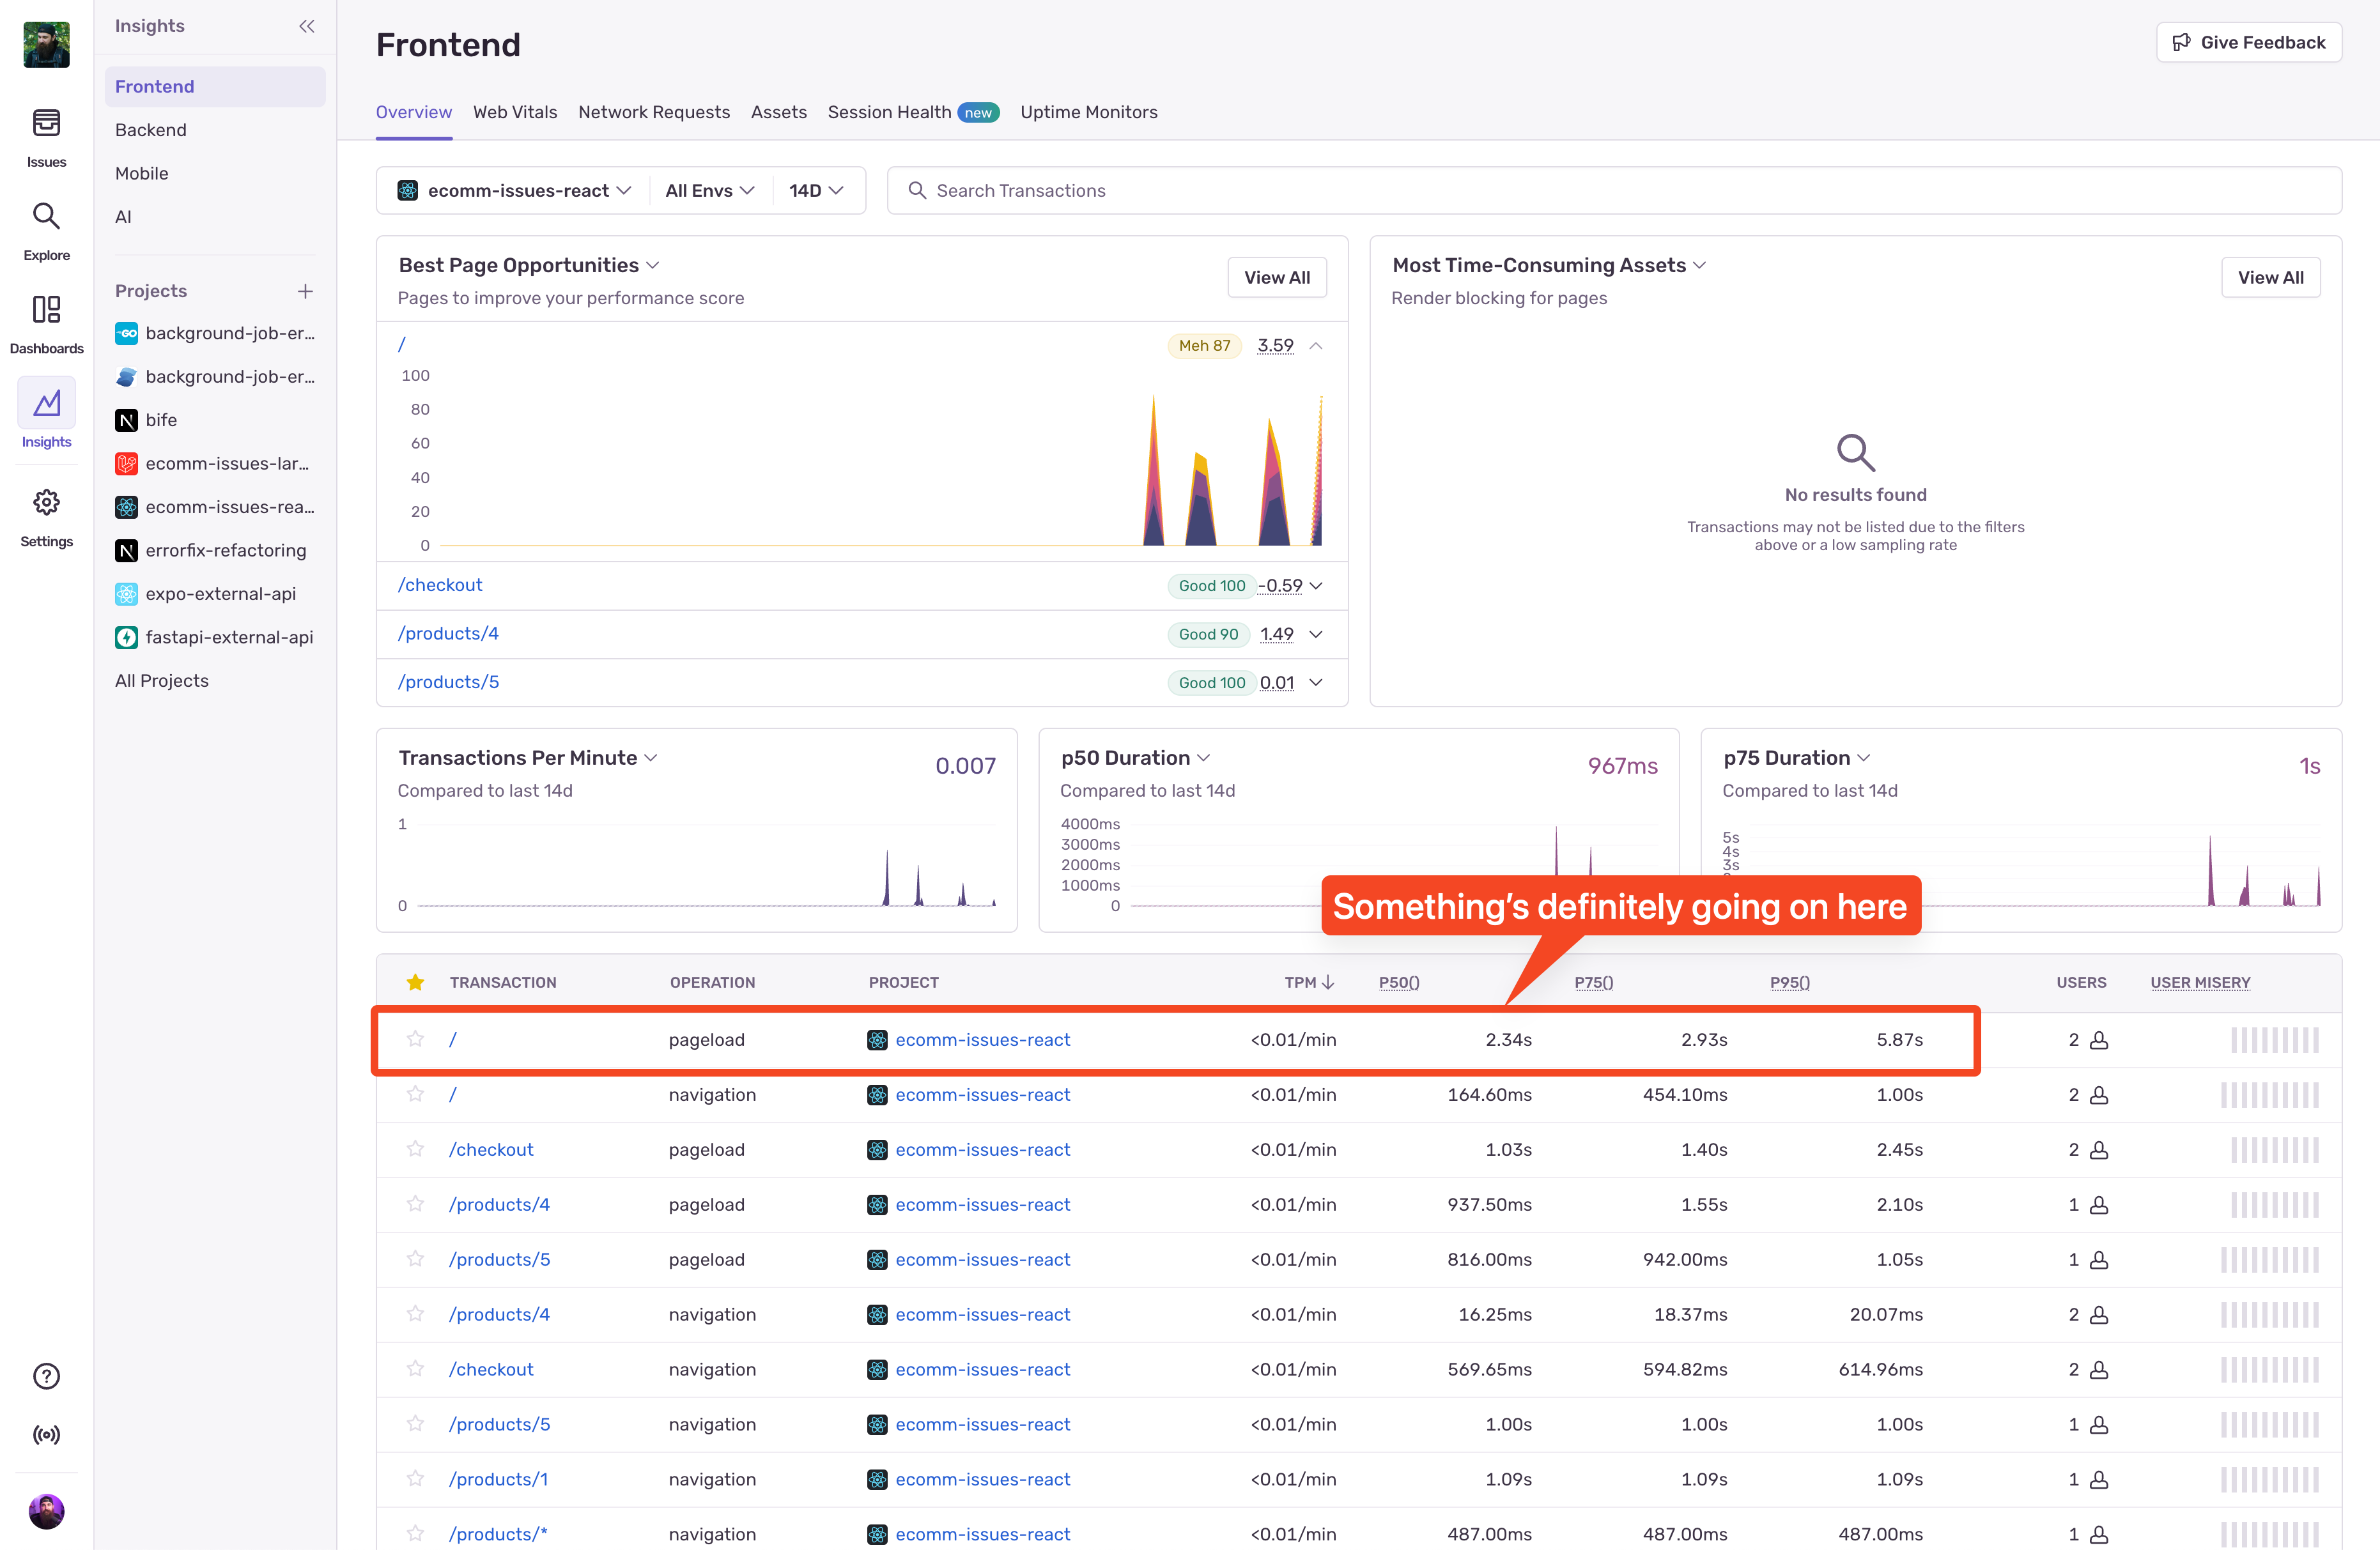 Insights
Frontend
Backend
Mobile
AI
Projects
background-job-er...
background-job-er...
bife
ecomm-issues-lar...
ecomm-issues-rea...
errorfix-refactoring
expo-external-api
fastapi-external-api
All Projects
Issues
Explore
Dashboards
Insights
Settings
Frontend
Give Feedback
Overview Web Vitals Network Requests Assets Session Health new Uptime Monitors
ecomm-issues-react All Envs 14D Search Transactions
Best Page Opportunities
Pages to improve your performance score
View All
/ Meh 87 3.59
100
80
60
40
20
0
/checkout Good 100 -0.59
/products/4 Good 90 1.49
/products/5 Good 100 0.01
Most Time-Consuming Assets
Render blocking for pages
View All
No results found
Transactions may not be listed due to the filters
above or a low sampling rate
Transactions Per Minute 0.007
Compared to last 14d
1
0
p50 Duration 967ms
Compared to last 14d
4000ms
3000ms
2000ms
1000ms
0
p75 Duration 1s
Compared to last 14d
5s
4s
3s
Something's definitely going on here
TRANSACTION OPERATION PROJECT TPM P50() P75() P95() USERS USER MISERY
/ pageload ecomm-issues-react <0.01/min 2.34s 2.93s 5.87s 2
/ navigation ecomm-issues-react <0.01/min 164.60ms 454.10ms 1.00s 2
/checkout pageload ecomm-issues-react <0.01/min 1.03s 1.40s 2.45s 2
/products/4 pageload ecomm-issues-react <0.01/min 937.50ms 1.55s 2.10s 1
/products/5 pageload ecomm-issues-react <0.01/min 816.00ms 942.00ms 1.05s 1
/products/4 navigation ecomm-issues-react <0.01/min 16.25ms 18.37ms 20.07ms 2
/checkout navigation ecomm-issues-react <0.01/min 569.65ms 594.82ms 614.96ms 2
/products/5 navigation ecomm-issues-react <0.01/min 1.00s 1.00s 1.00s 1
/products/1 navigation ecomm-issues-react <0.01/min 1.09s 1.09s 1.09s 1
/products/* navigation ecomm-issues-react <0.01/min 487.00ms 487.00ms 487.00ms 1